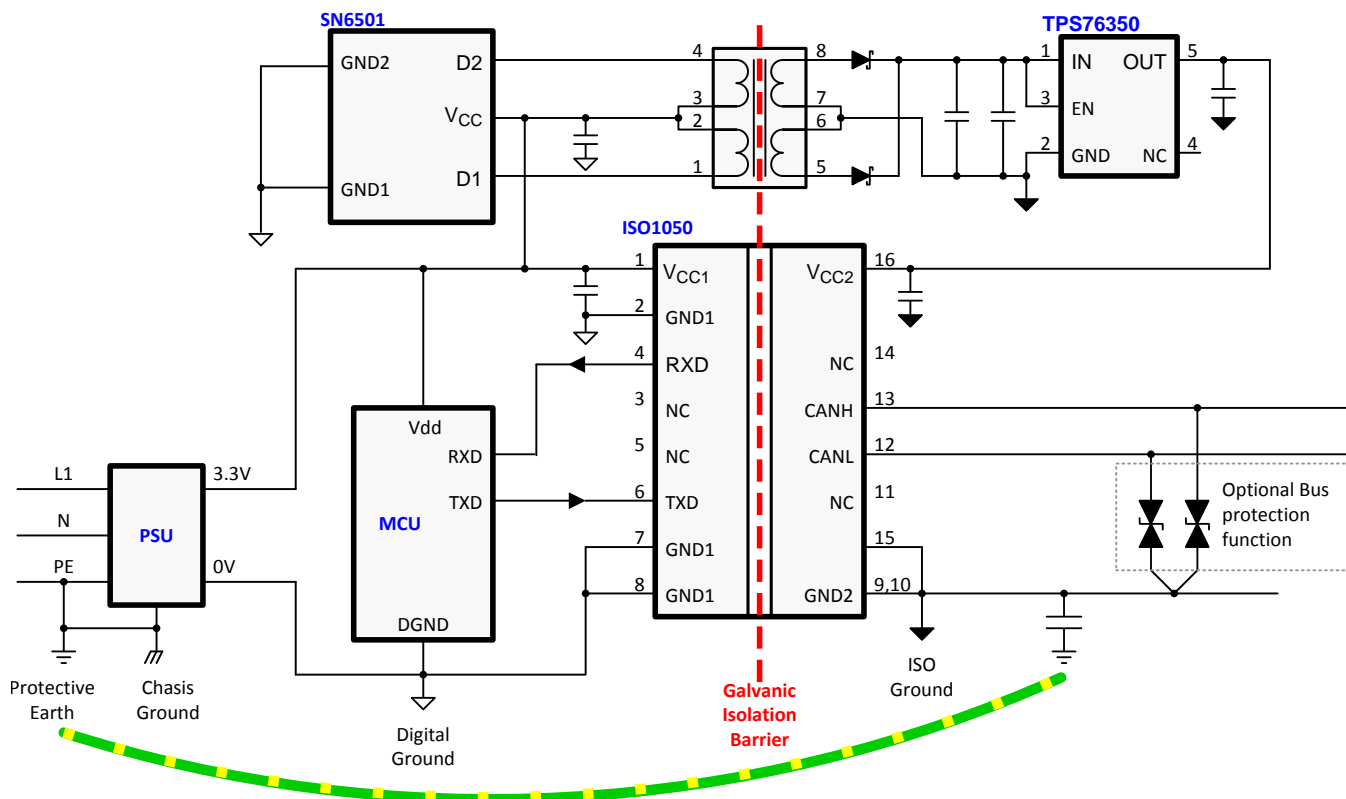 SN6501
TPS76350
GND2
D2
4
8
1
IN
OUT
5
3
7
3
EN
VCC
2
6
GND1
D1
1
5
2
GND
NC
4
ISO1050
1
VCC1
VCC2
16
2
GND1
4
RXD
NC
14
3
NC
CANH
13
Vdd
5
NC
CANL
12
RXD
L1
3.3V
TXD
6
TXD
NC
11
Optional Bus
protection
function
N
PSU
MCU
7
GND1
15
PE
0V
8
GND1
GND2
9,10
DGND
Protective
Earth
Chasis
Ground
Digital
Ground
Galvanic
Isolation
Barrier
ISO
Ground